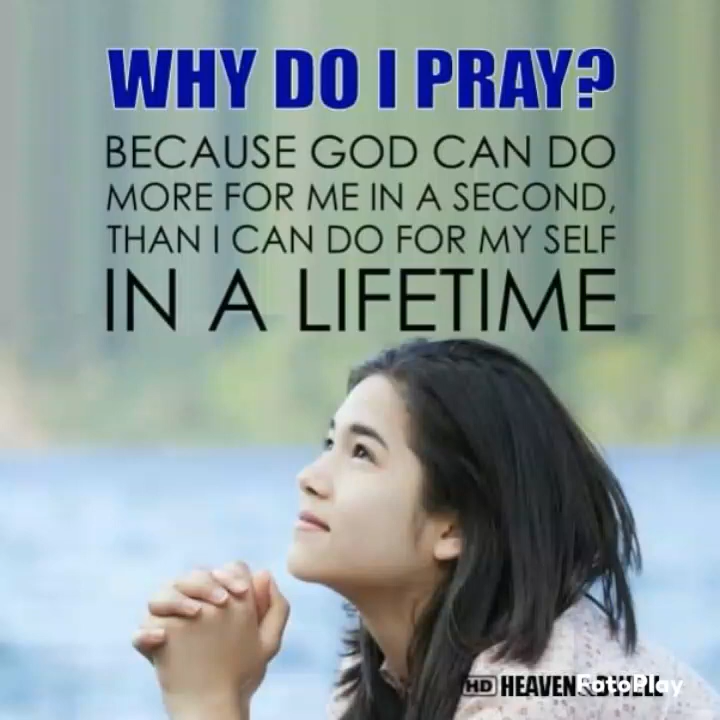 WHY DO I PRAY?
BECAUSE GOD CAN DO
MORE FOR ME IN A SECOND,
THAN I CAN DO FOR MY SELF
IN A LIFETIME
HD
FotoPlay